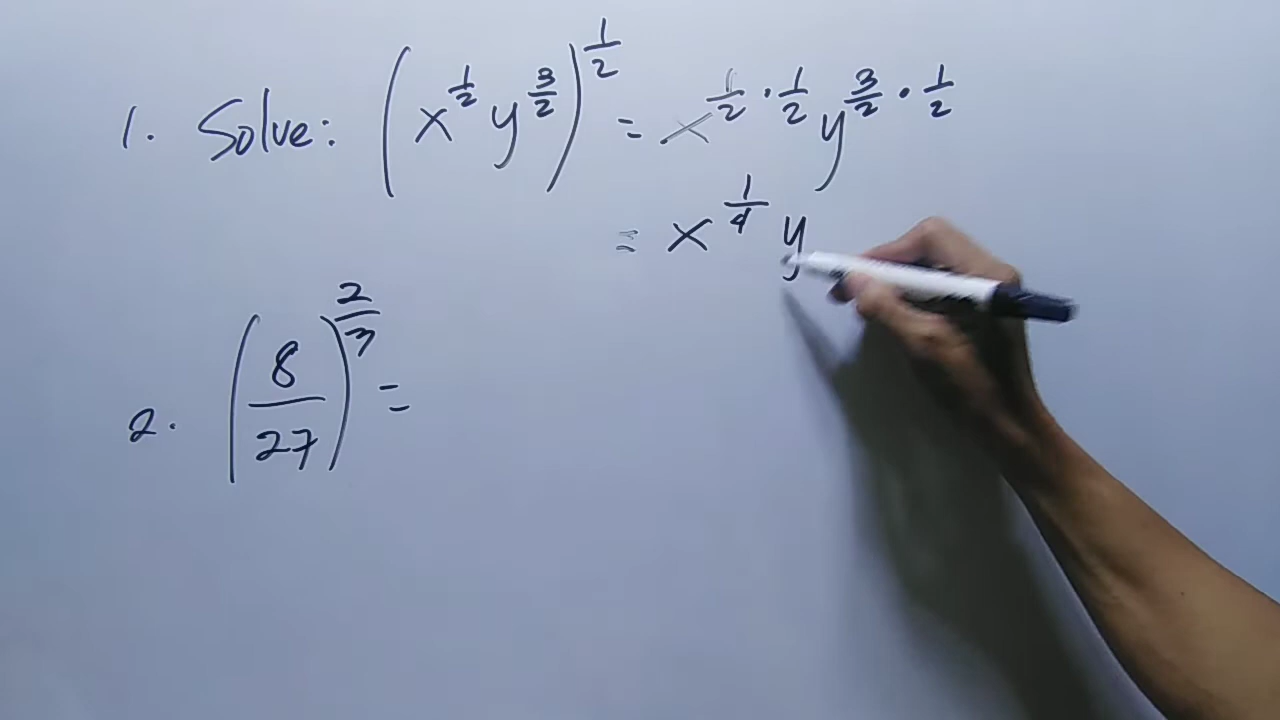 1. Solve: (x^(1/2) y^(3/2))^(1/2) = x^(1/2 · 1/2) y^(3/2 · 1/2)
= x^(1/4) y
2. (8/27)^(2/3) =